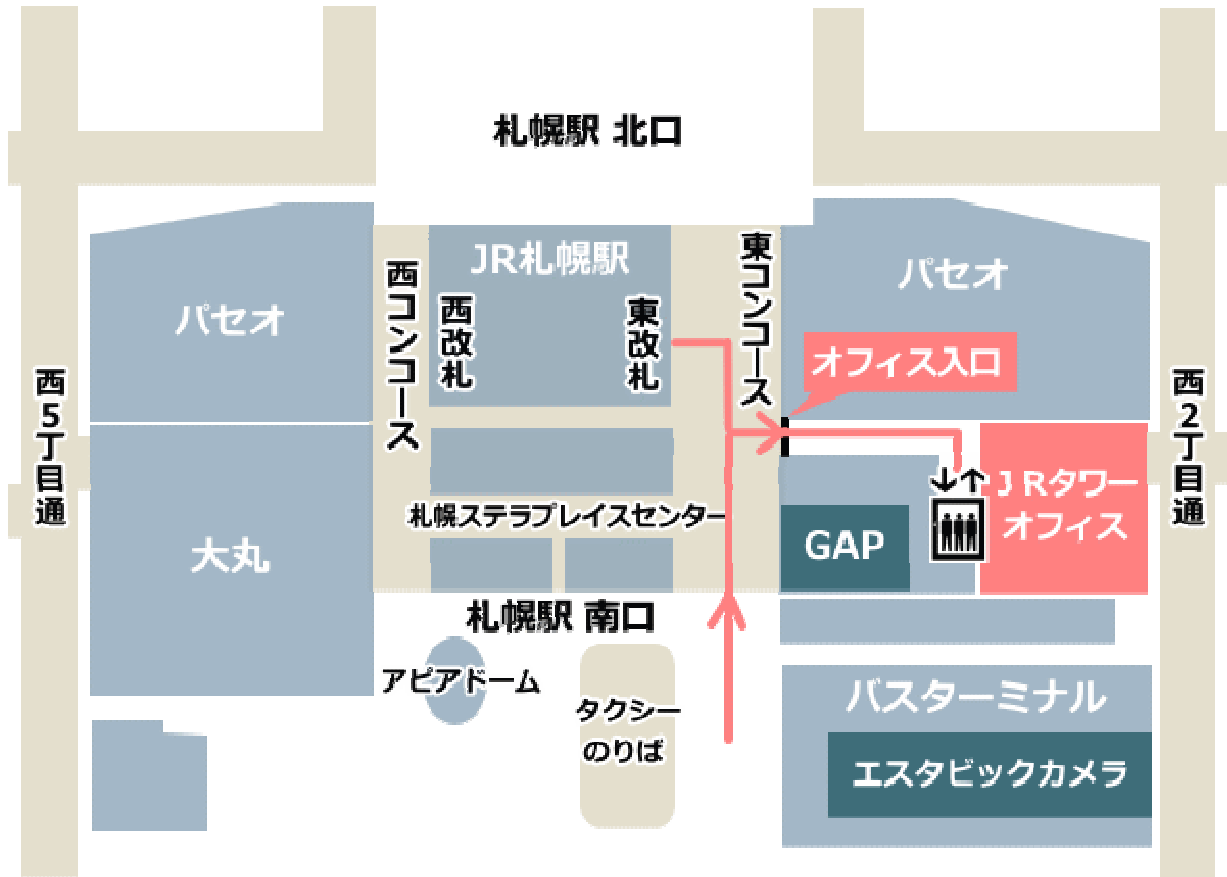 札幌駅 北口
JR札幌駅
東コンコース
パセオ
西コンコース
西改札
東改札
パセオ
オフィス入口
西5丁目通
西2丁目通
JRタワー
オフィス
札幌ステラプレイスセンター
大丸
GAP
札幌駅 南口
アピアドーム
タクシー
のりば
バスターミナル
エスタビックカメラ